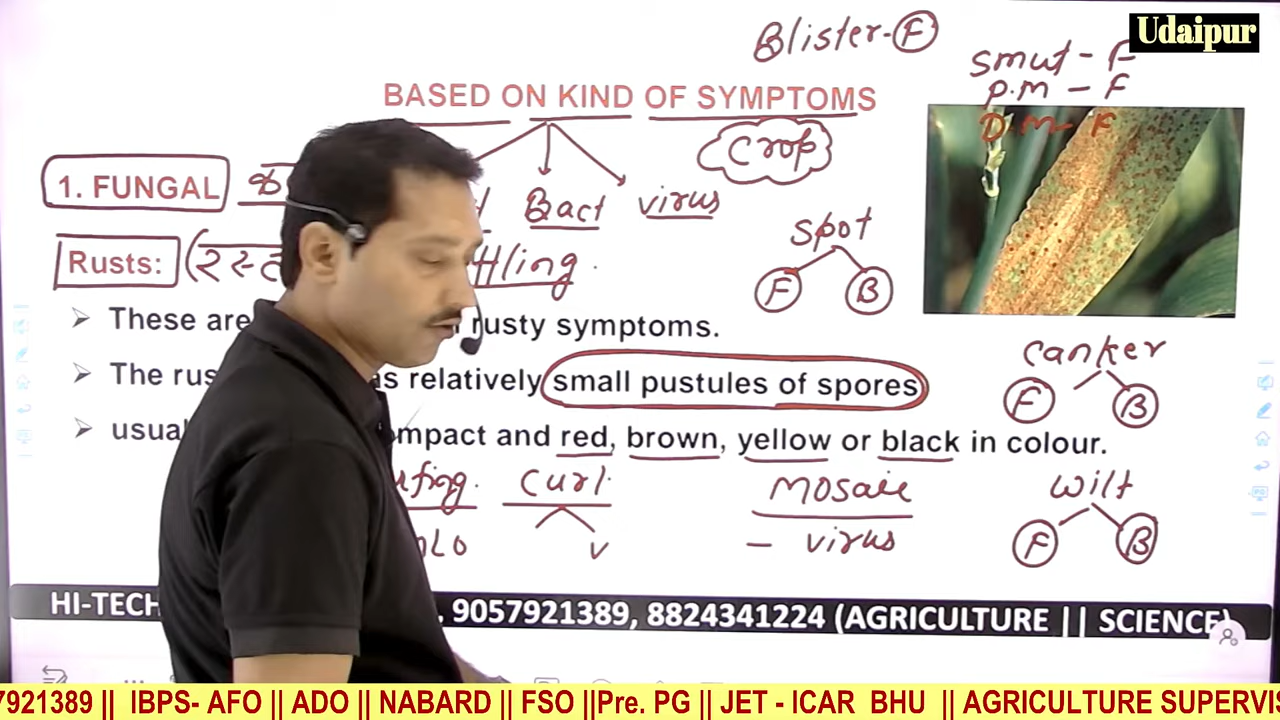 Blister- F
Udaipur
smut - F
P.M - F
D.M- F
BASED ON KIND OF SYMPTOMS
Crop
1. FUNGAL
Bact
virus
Spot
F B
Rusts:
These are rusty symptoms.
canker
F B
The rus s relatively small pustules of spores
usual mpact and red, brown, yellow or black in colour.
Curl
v
Mosaic
- virus
Wilt
F B
HI-TECH , 9057921389, 8824341224 (AGRICULTURE || SCIENCE)
7921389 || IBPS- AFO || ADO || NABARD || FSO ||Pre. PG || JET - ICAR BHU || AGRICULTURE SUPERVIS